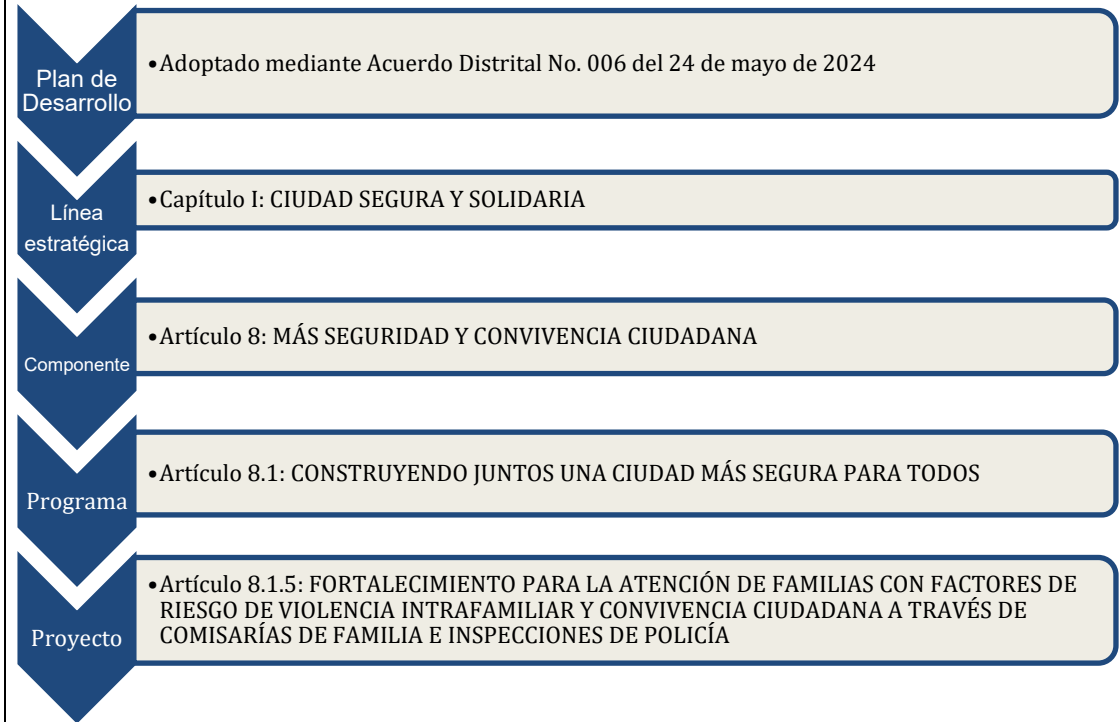 Plan de
Desarrollo
•Adoptado mediante Acuerdo Distrital No. 006 del 24 de mayo de 2024
Línea
estratégica
•Capítulo I: CIUDAD SEGURA Y SOLIDARIA
Componente
•Artículo 8: MÁS SEGURIDAD Y CONVIVENCIA CIUDADANA
Programa
•Artículo 8.1: CONSTRUYENDO JUNTOS UNA CIUDAD MÁS SEGURA PARA TODOS
Proyecto
•Artículo 8.1.5: FORTALECIMIENTO PARA LA ATENCIÓN DE FAMILIAS CON FACTORES DE
RIESGO DE VIOLENCIA INTRAFAMILIAR Y CONVIVENCIA CIUDADANA A TRAVÉS DE
COMISARÍAS DE FAMILIA E INSPECCIONES DE POLICÍA